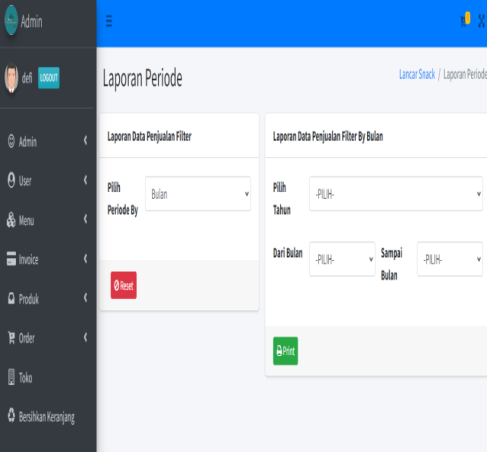 Admin
defi LOGOUT
Admin
User
Menu
Invoice
Produk
Order
Toko
Bersihkan Keranjang
Laporan Periode
Lancar Snack / Laporan Periode
Laporan Data Penjualan Filter
Pilih
Periode By
Bulan
Reset
Laporan Data Penjualan Filter By Bulan
Pilih
Tahun
-PILIH-
Dari Bulan
-PILIH-
Sampai
Bulan
-PILIH-
Print